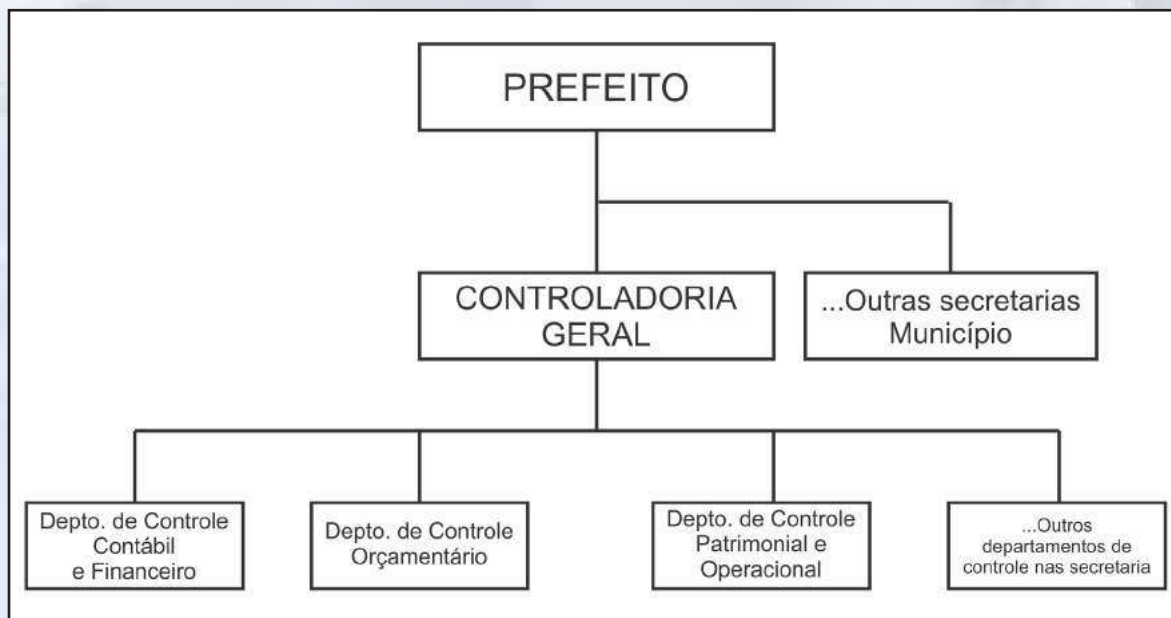 PREFEITO
CONTROLADORIA
GERAL
...Outras secretarias
Município
Depto. de Controle
Contábil
e Financeiro
Depto. de Controle
Orçamentário
Depto. de Controle
Patrimonial e
Operacional
...Outros
departamentos de
controle nas secretaria